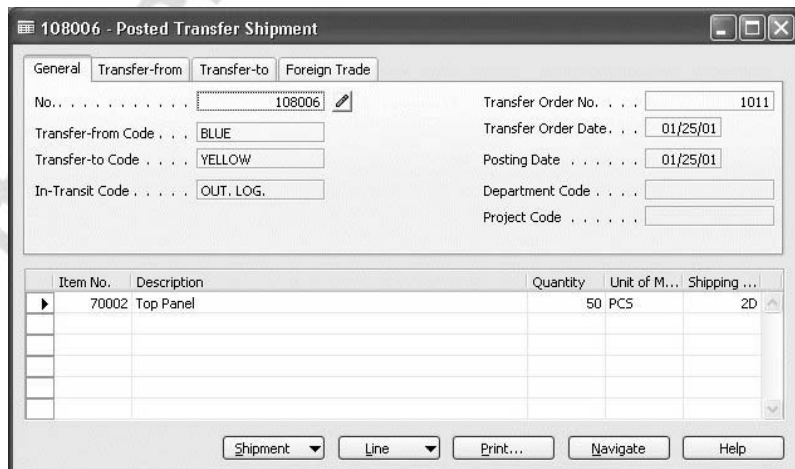 108006 - Posted Transfer Shipment
General Transfer-from Transfer-to Foreign Trade
No. . . . . . . . . . . . 108006
Transfer-from Code . . . BLUE
Transfer-to Code . . . . . YELLOW
In-Transit Code . . . . . OUT. LOG.
Transfer Order No. . . . 1011
Transfer Order Date. . . 01/25/01
Posting Date . . . . . . 01/25/01
Department Code . . . .
Project Code . . . . . .
Item No. Description Quantity Unit of M... Shipping ...
70002 Top Panel 50 PCS 2D
Shipment Line Print... Navigate Help